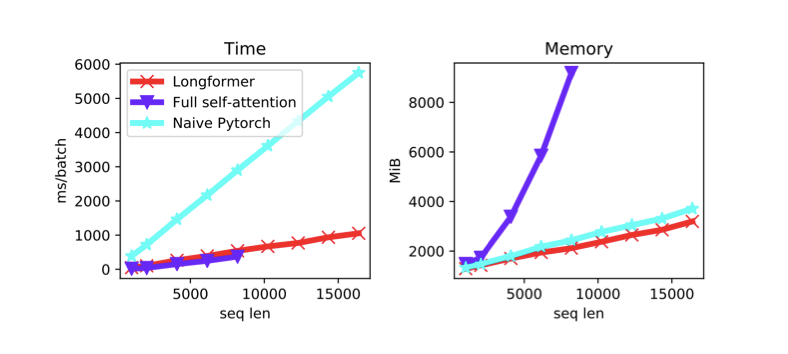 Time
6000
5000
4000
3000
2000
1000
0
ms/batch
Longformer
Full self-attention
Naive Pytorch
5000 10000 15000
seq len
Memory
8000
6000
4000
2000
MiB
5000 10000 15000
seq len